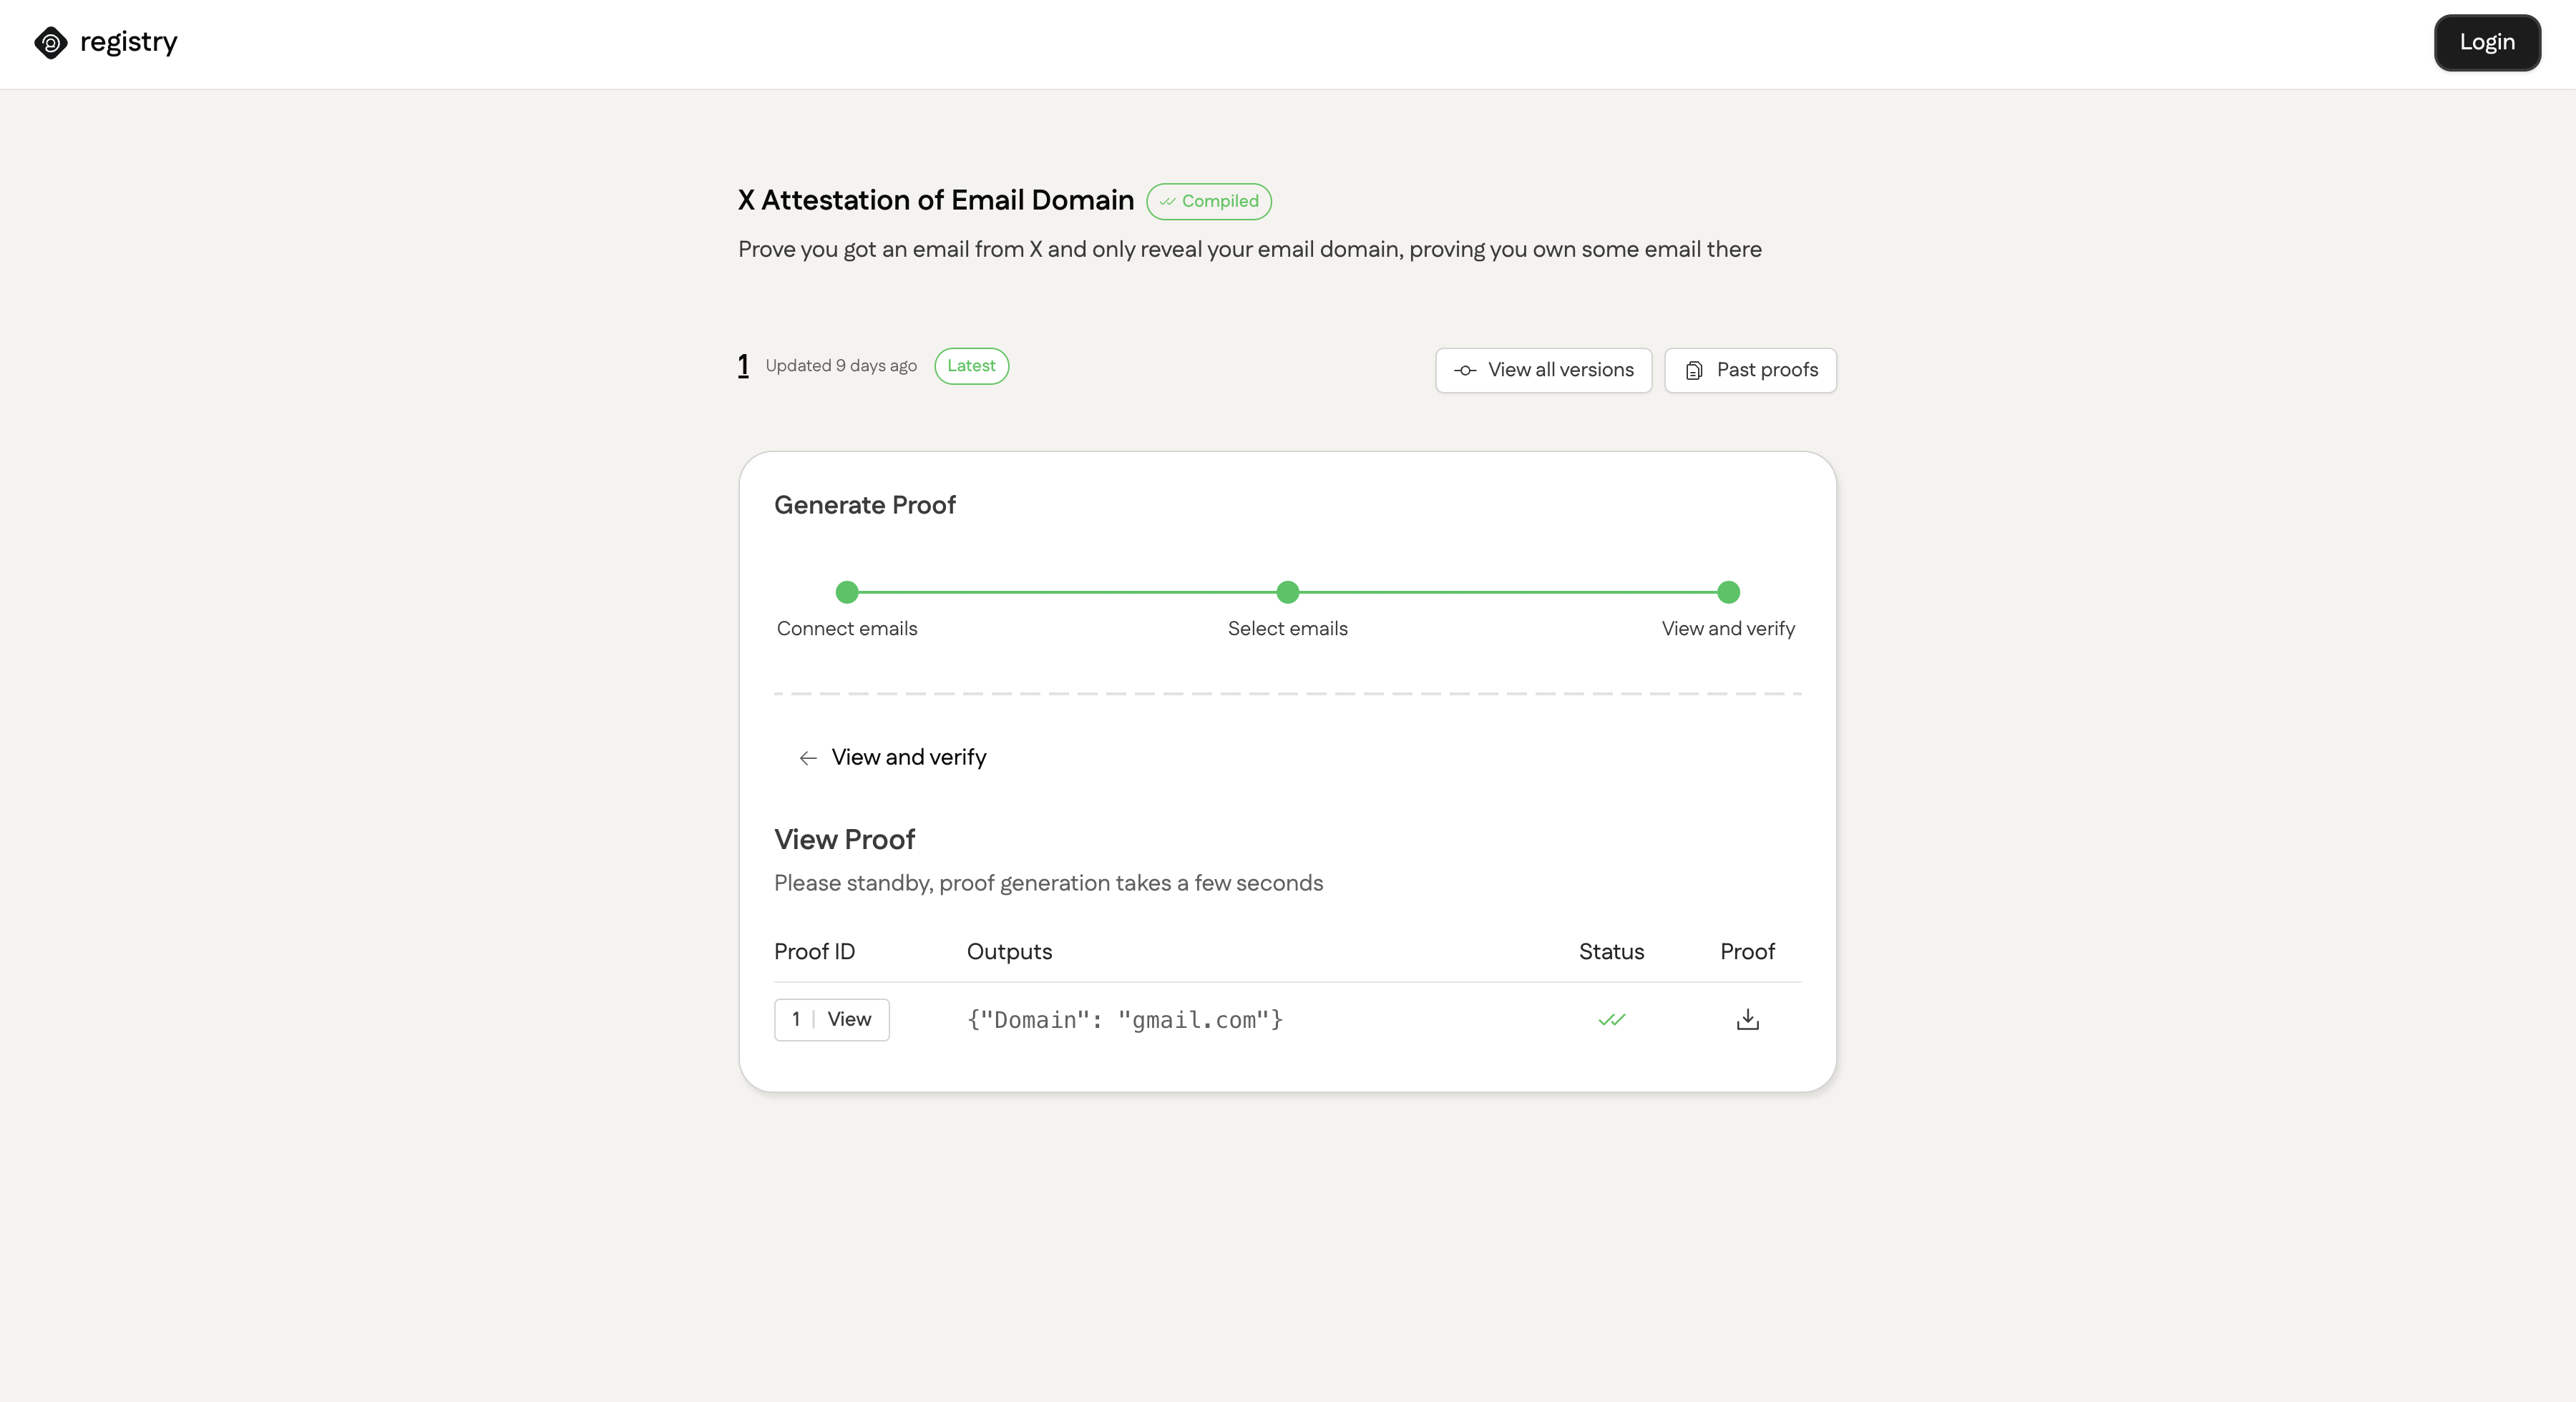 registry
Login
X Attestation of Email Domain
Compiled
Prove you got an email from X and only reveal your email domain, proving you own some email there
1 Updated 9 days ago Latest
View all versions
Past proofs
Generate Proof
Connect emails
Select emails
View and verify
View and verify
View Proof
Please standby, proof generation takes a few seconds
Proof ID Outputs Status Proof
1 | View {"Domain": "gmail.com"}